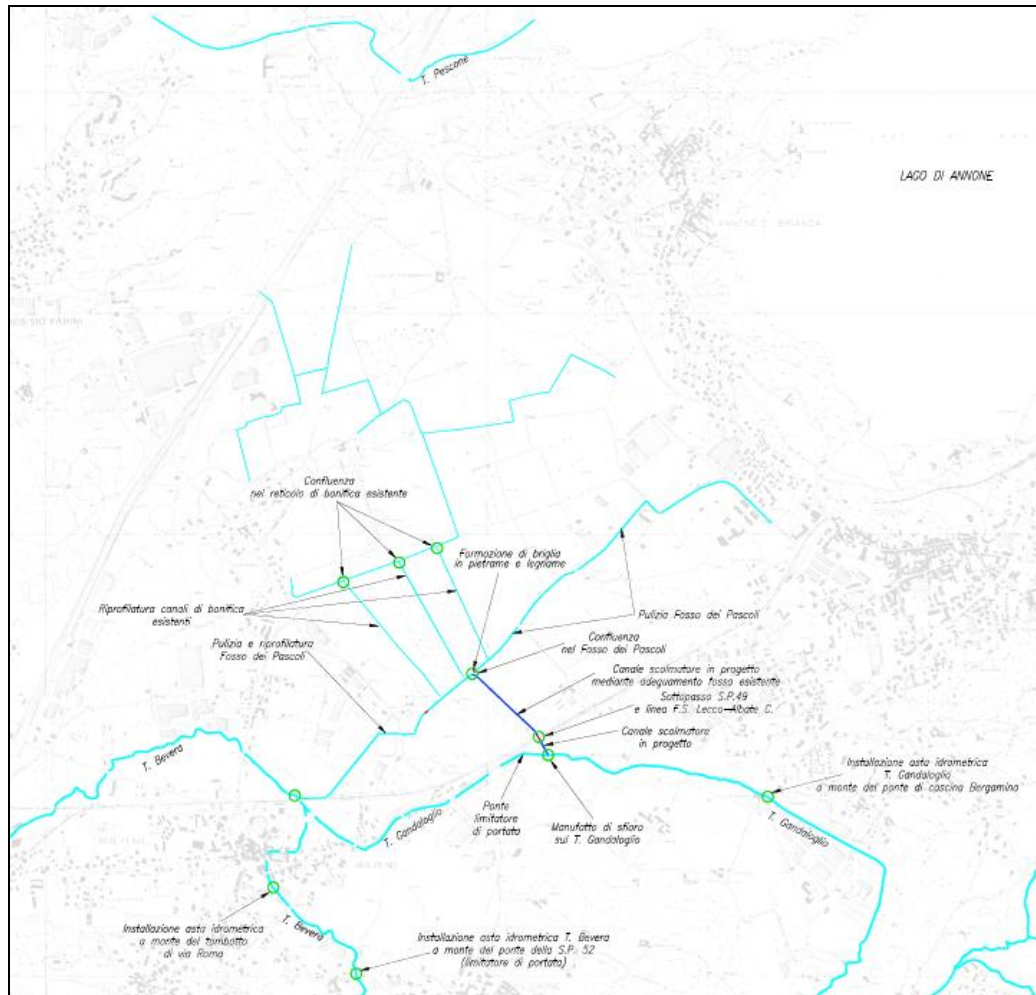 T. Pescone
LAGO DI ANNONE
ANNONE DI BRIANZA
Confluenza
nel reticolo di bonifica esistente
Formazione di briglia
in pietrame e legname
Riprofilatura canali di bonifica
esistenti
Pulizia Fosso dei Pascoli
Pulizia e riprofilatura
Fosso dei Pascoli
Confluenza
nel Fosso dei Pascoli
Canale scolmatore in progetto
mediante adeguamento fosso esistente
Sottopasso S.P.49
e linea F.S. Lecco-Albate C.
Canale scolmatore
in progetto
T. Bevera
Installazione asta idrometrica
T. Gandaloglio
a monte del ponte di cascina Bergamina
Ponte
limitatore
di portata
T. Gandaloglio
Manufatto di sfioro
sul T. Gandaloglio
T. Gandaloglio
Installazione asta idrometrica
a monte del tombotto
di via Roma
T. Bevera
Installazione asta idrometrica T. Bevera
a monte del ponte della S.P. 52
(limitatore di portata)